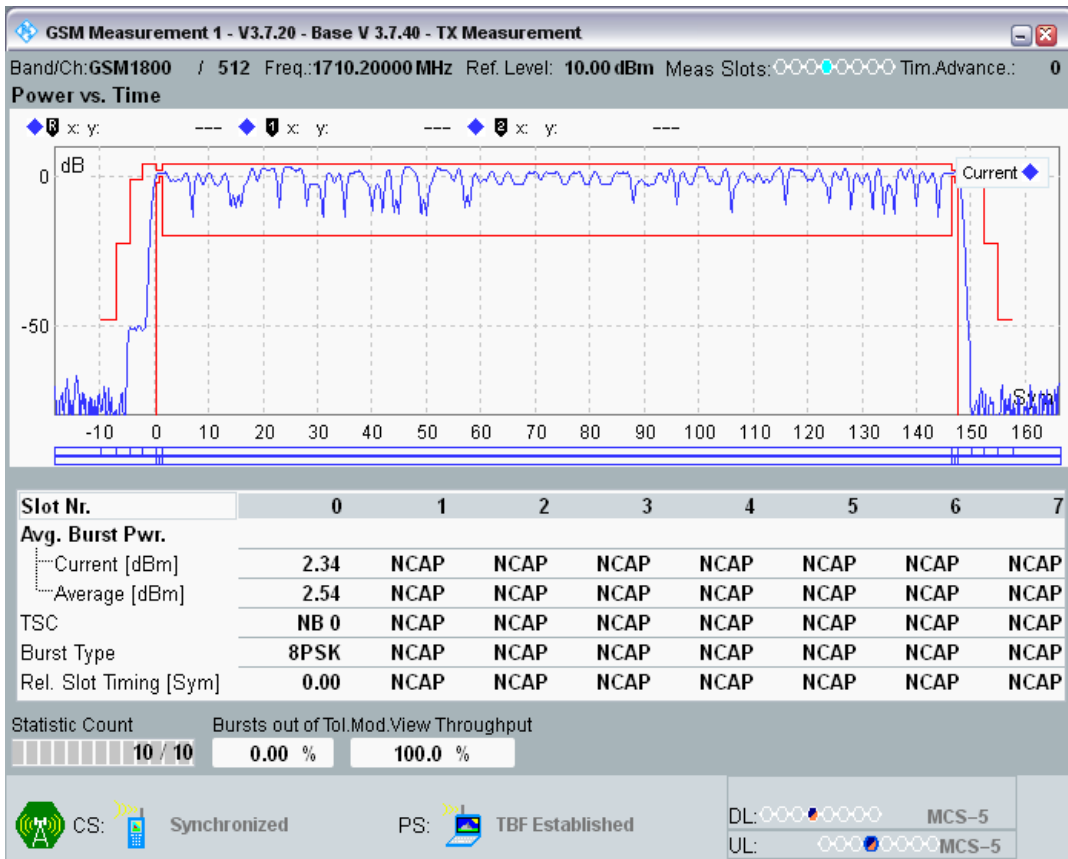 GSM Measurement 1 - V3.7.20 - Base V 3.7.40 - TX Measurement
Band/Ch:GSM1800 / 512 Freq.:1710.20000 MHz Ref. Level: 10.00 dBm Meas Slots: Tim.Advance.: 0
Power vs. Time
R x: y: --- 1 x: y: --- 2 x: y: ---
dB
Current
0
-50
Sym
-10 0 10 20 30 40 50 60 70 80 90 100 110 120 130 140 150 160
Slot Nr. 0 1 2 3 4 5 6 7
Avg. Burst Pwr.
Current [dBm] 2.34 NCAP NCAP NCAP NCAP NCAP NCAP NCAP
Average [dBm] 2.54 NCAP NCAP NCAP NCAP NCAP NCAP NCAP
TSC NB 0 NCAP NCAP NCAP NCAP NCAP NCAP NCAP
Burst Type 8PSK NCAP NCAP NCAP NCAP NCAP NCAP NCAP
Rel. Slot Timing [Sym] 0.00 NCAP NCAP NCAP NCAP NCAP NCAP NCAP
Statistic Count Bursts out of Tol. Mod.View Throughput
10 / 10 0.00 % 100.0 %
CS: Synchronized PS: TBF Established
DL: MCS-5
UL: MCS-5